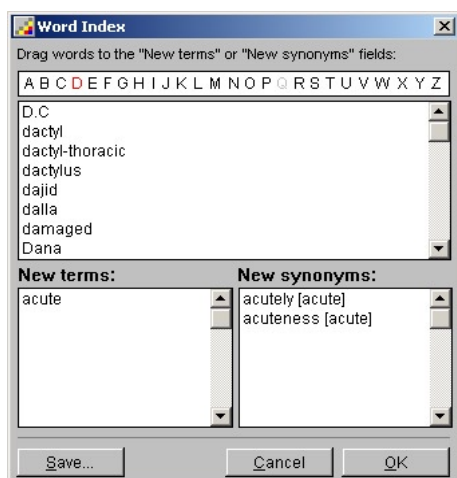 Word Index
Drag words to the "New terms" or "New synonyms" fields:
A B C D E F G H I J K L M N O P Q R S T U V W X Y Z
D.C
dactyl
dactyl-thoracic
dactylus
dajid
dalla
damaged
Dana
New terms:
acute
New synonyms:
acutely [acute]
acuteness [acute]
Save... Cancel OK